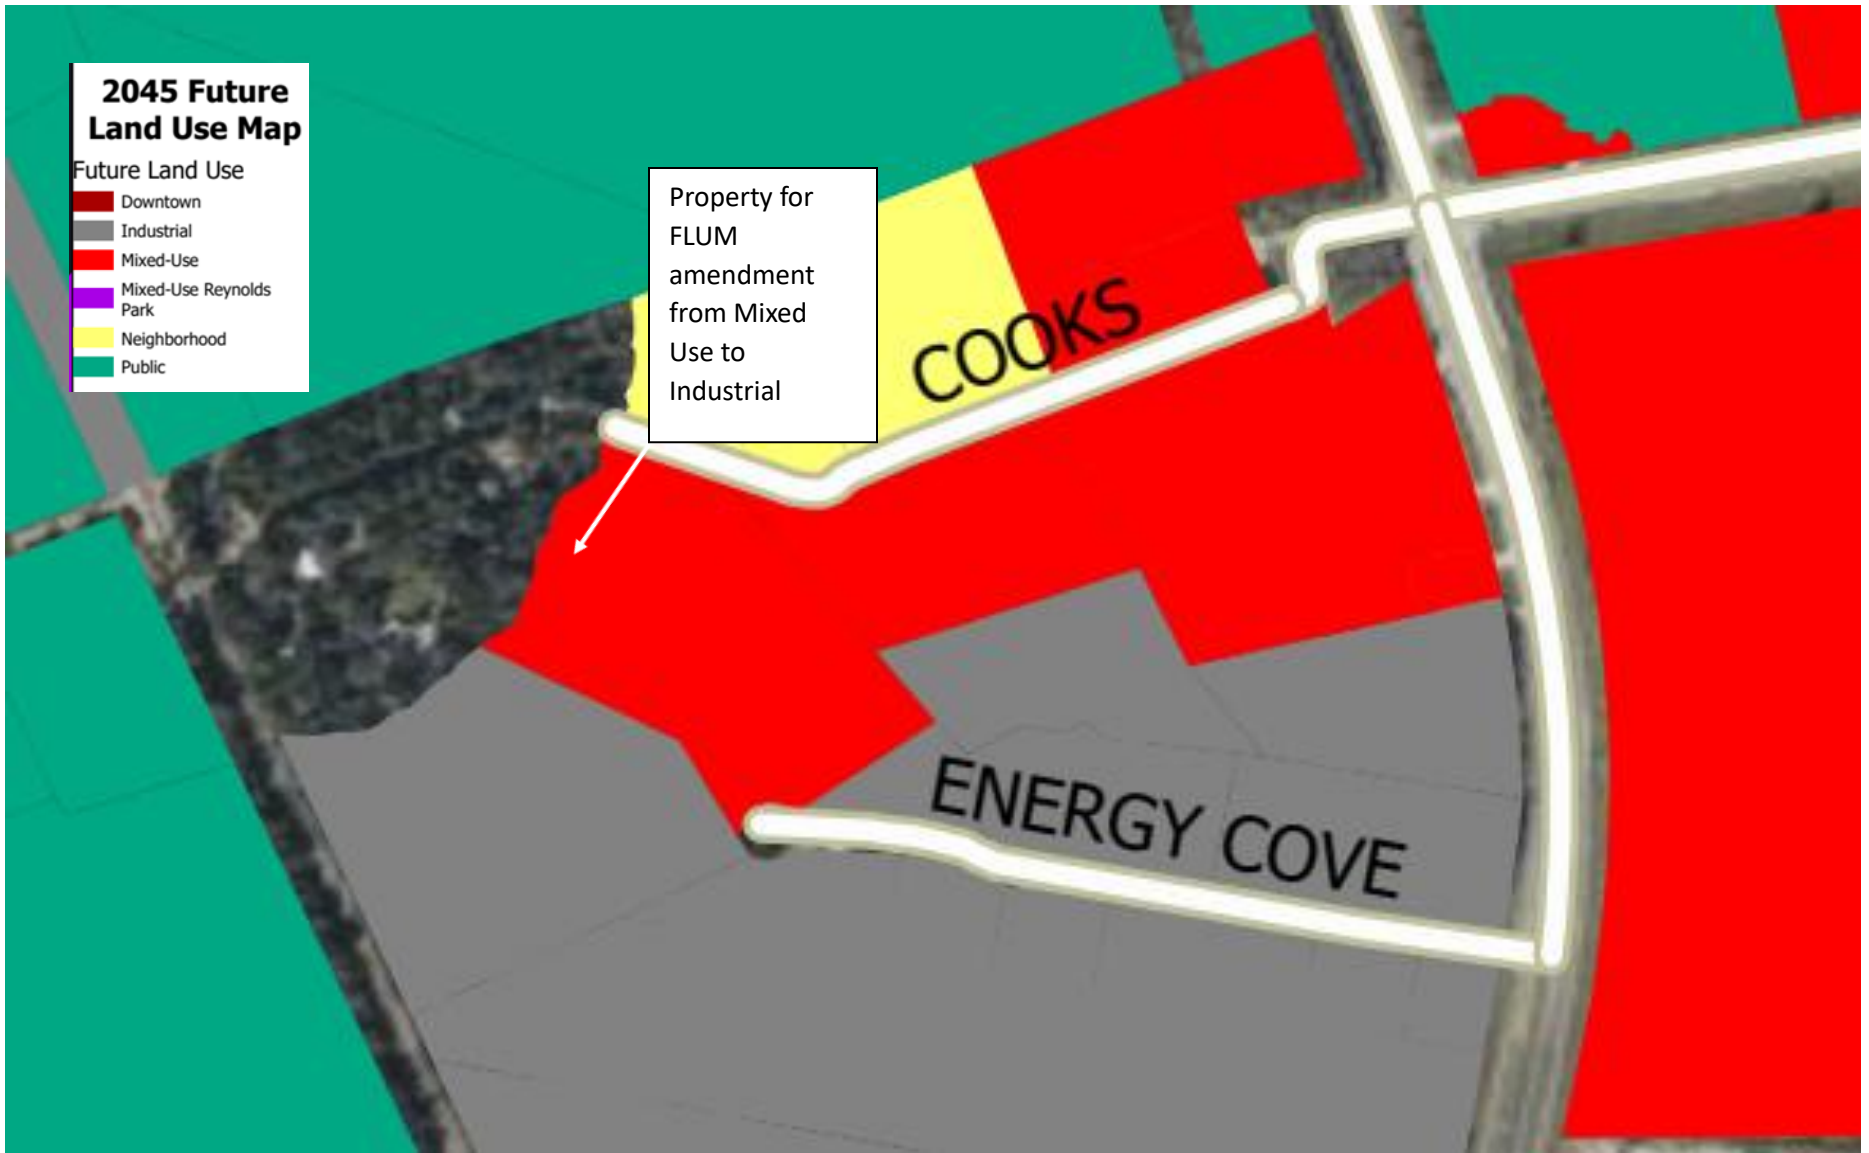 2045 Future
Land Use Map
Future Land Use
Downtown
Industrial
Mixed-Use
Mixed-Use Reynolds
Park
Neighborhood
Public
Property for
FLUM
amendment
from Mixed
Use to
Industrial
COOKS
ENERGY COVE